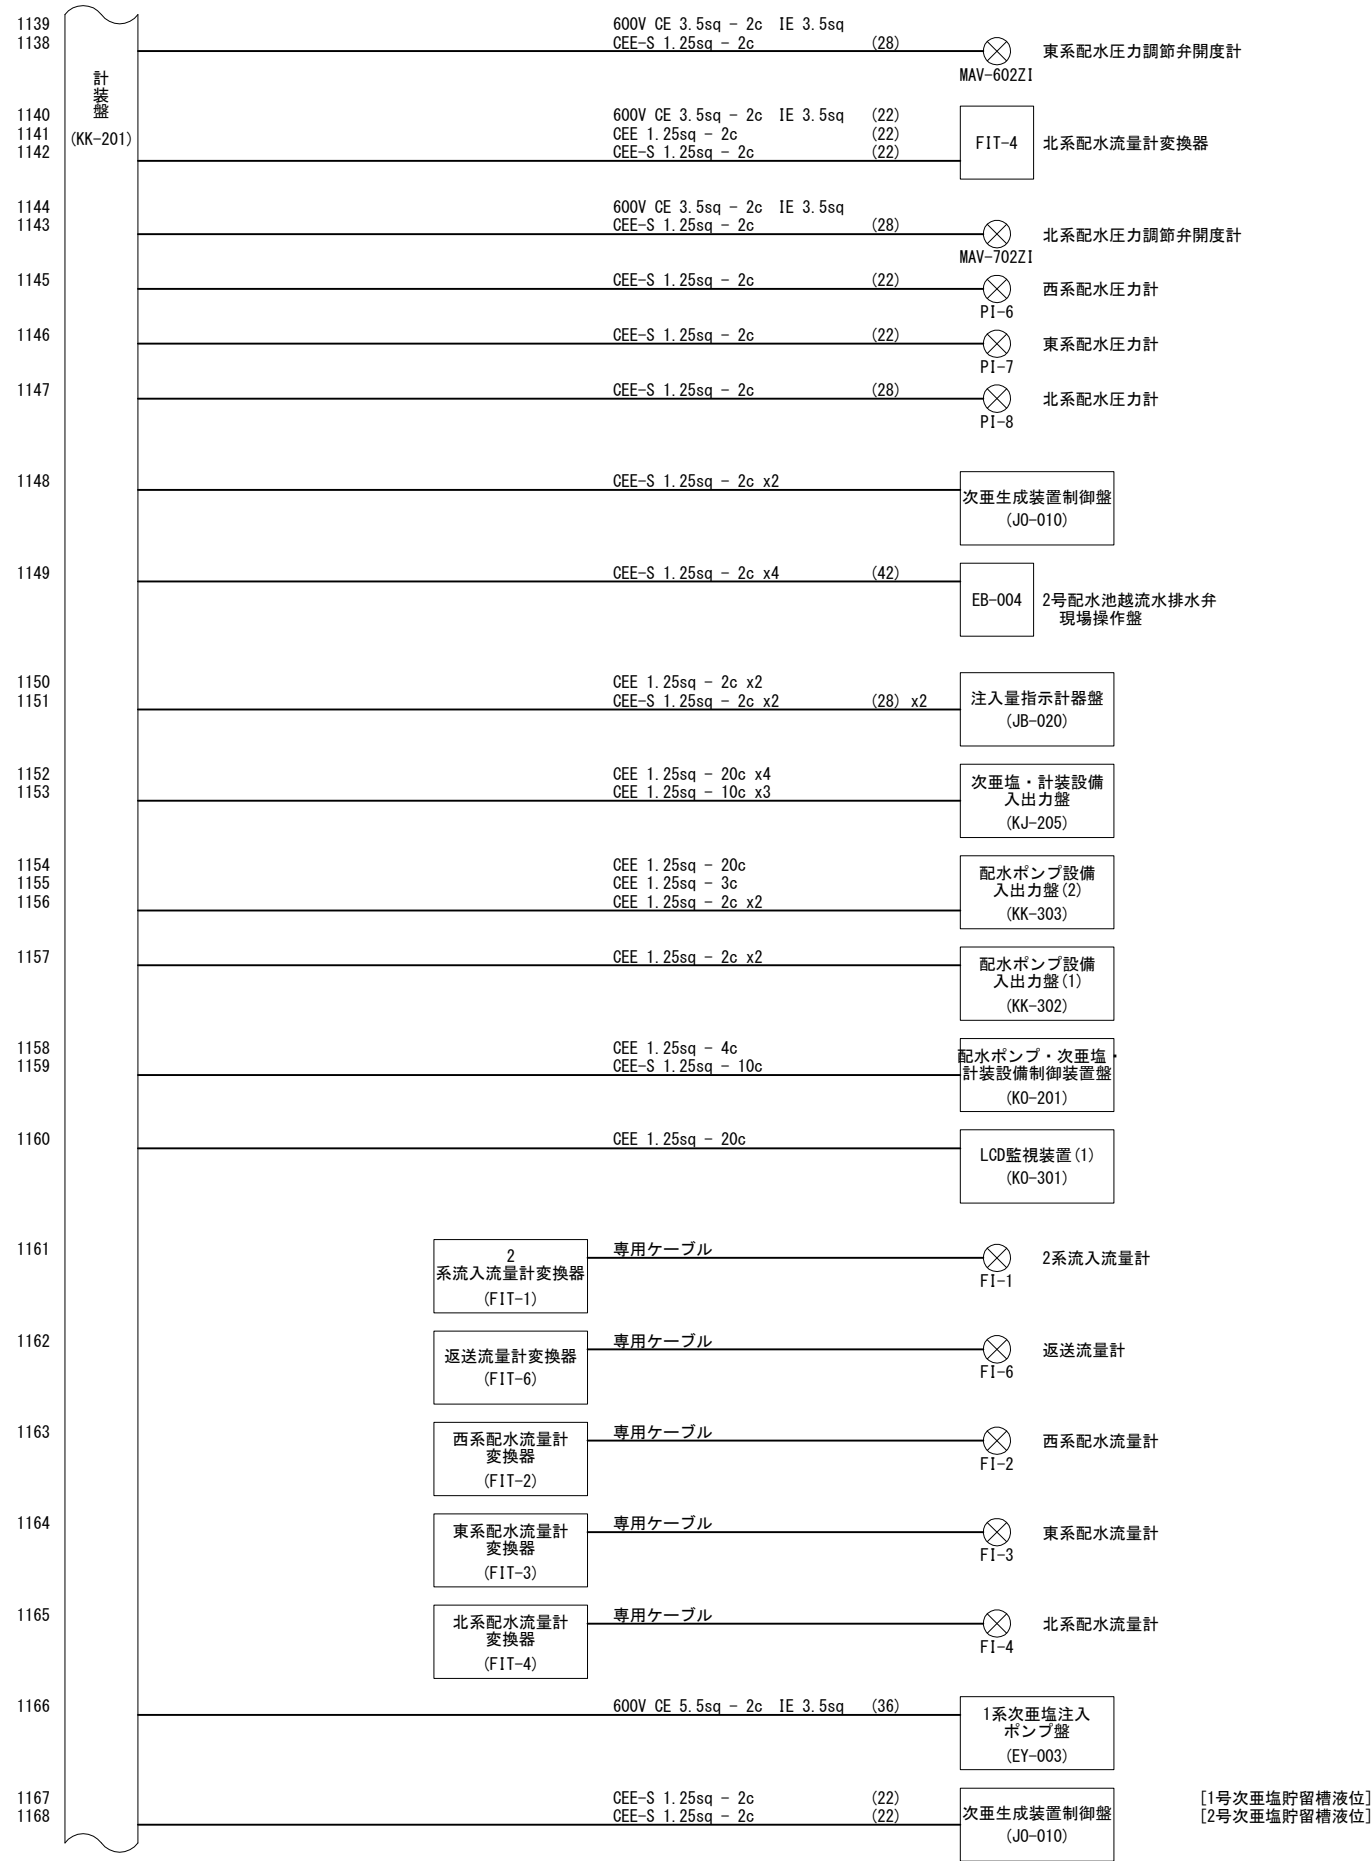 計装盤
(KK-201)
1139 600V CE 3.5sq - 2c IE 3.5sq
1138 CEE-S 1.25sq - 2c (28)
MAV-602ZI
東系配水圧力調節弁開度計
1140 600V CE 3.5sq - 2c IE 3.5sq (22)
1141 CEE 1.25sq - 2c (22)
1142 CEE-S 1.25sq - 2c (22)
FIT-4 北系配水流量計変換器
1144 600V CE 3.5sq - 2c IE 3.5sq
1143 CEE-S 1.25sq - 2c (28)
MAV-702ZI
北系配水圧力調節弁開度計
1145 CEE-S 1.25sq - 2c (22)
PI-6
西系配水圧力計
1146 CEE-S 1.25sq - 2c (22)
PI-7
東系配水圧力計
1147 CEE-S 1.25sq - 2c (28)
PI-8
北系配水圧力計
1148 CEE-S 1.25sq - 2c x2
次亜生成装置制御盤
(JO-010)
1149 CEE-S 1.25sq - 2c x4 (42)
EB-004
2号配水池越流水排水弁
現場操作盤
1150 CEE 1.25sq - 2c x2
1151 CEE-S 1.25sq - 2c x2 (28) x2
注入量指示計器盤
(JB-020)
1152 CEE 1.25sq - 20c x4
1153 CEE 1.25sq - 10c x3
次亜塩・計装設備
入出力盤
(KJ-205)
1154 CEE 1.25sq - 20c
1155 CEE 1.25sq - 3c
1156 CEE 1.25sq - 2c x2
配水ポンプ設備
入出力盤(2)
(KK-303)
1157 CEE 1.25sq - 2c x2
配水ポンプ設備
入出力盤(1)
(KK-302)
1158 CEE 1.25sq - 4c
1159 CEE-S 1.25sq - 10c
配水ポンプ・次亜塩・
計装設備制御装置盤
(KO-201)
1160 CEE 1.25sq - 20c
LCD監視装置(1)
(KO-301)
1161
2
系流入流量計変換器
(FIT-1)
専用ケーブル
FI-1
2系流入流量計
1162
返送流量計変換器
(FIT-6)
専用ケーブル
FI-6
返送流量計
1163
西系配水流量計
変換器
(FIT-2)
専用ケーブル
FI-2
西系配水流量計
1164
東系配水流量計
変換器
(FIT-3)
専用ケーブル
FI-3
東系配水流量計
1165
北系配水流量計
変換器
(FIT-4)
専用ケーブル
FI-4
北系配水流量計
1166 600V CE 5.5sq - 2c IE 3.5sq (36)
1系次亜塩注入
ポンプ盤
(EY-003)
1167 CEE-S 1.25sq - 2c (22) [1号次亜塩貯留槽液位]
1168 CEE-S 1.25sq - 2c (22) [2号次亜塩貯留槽液位]
次亜生成装置制御盤
(JO-010)